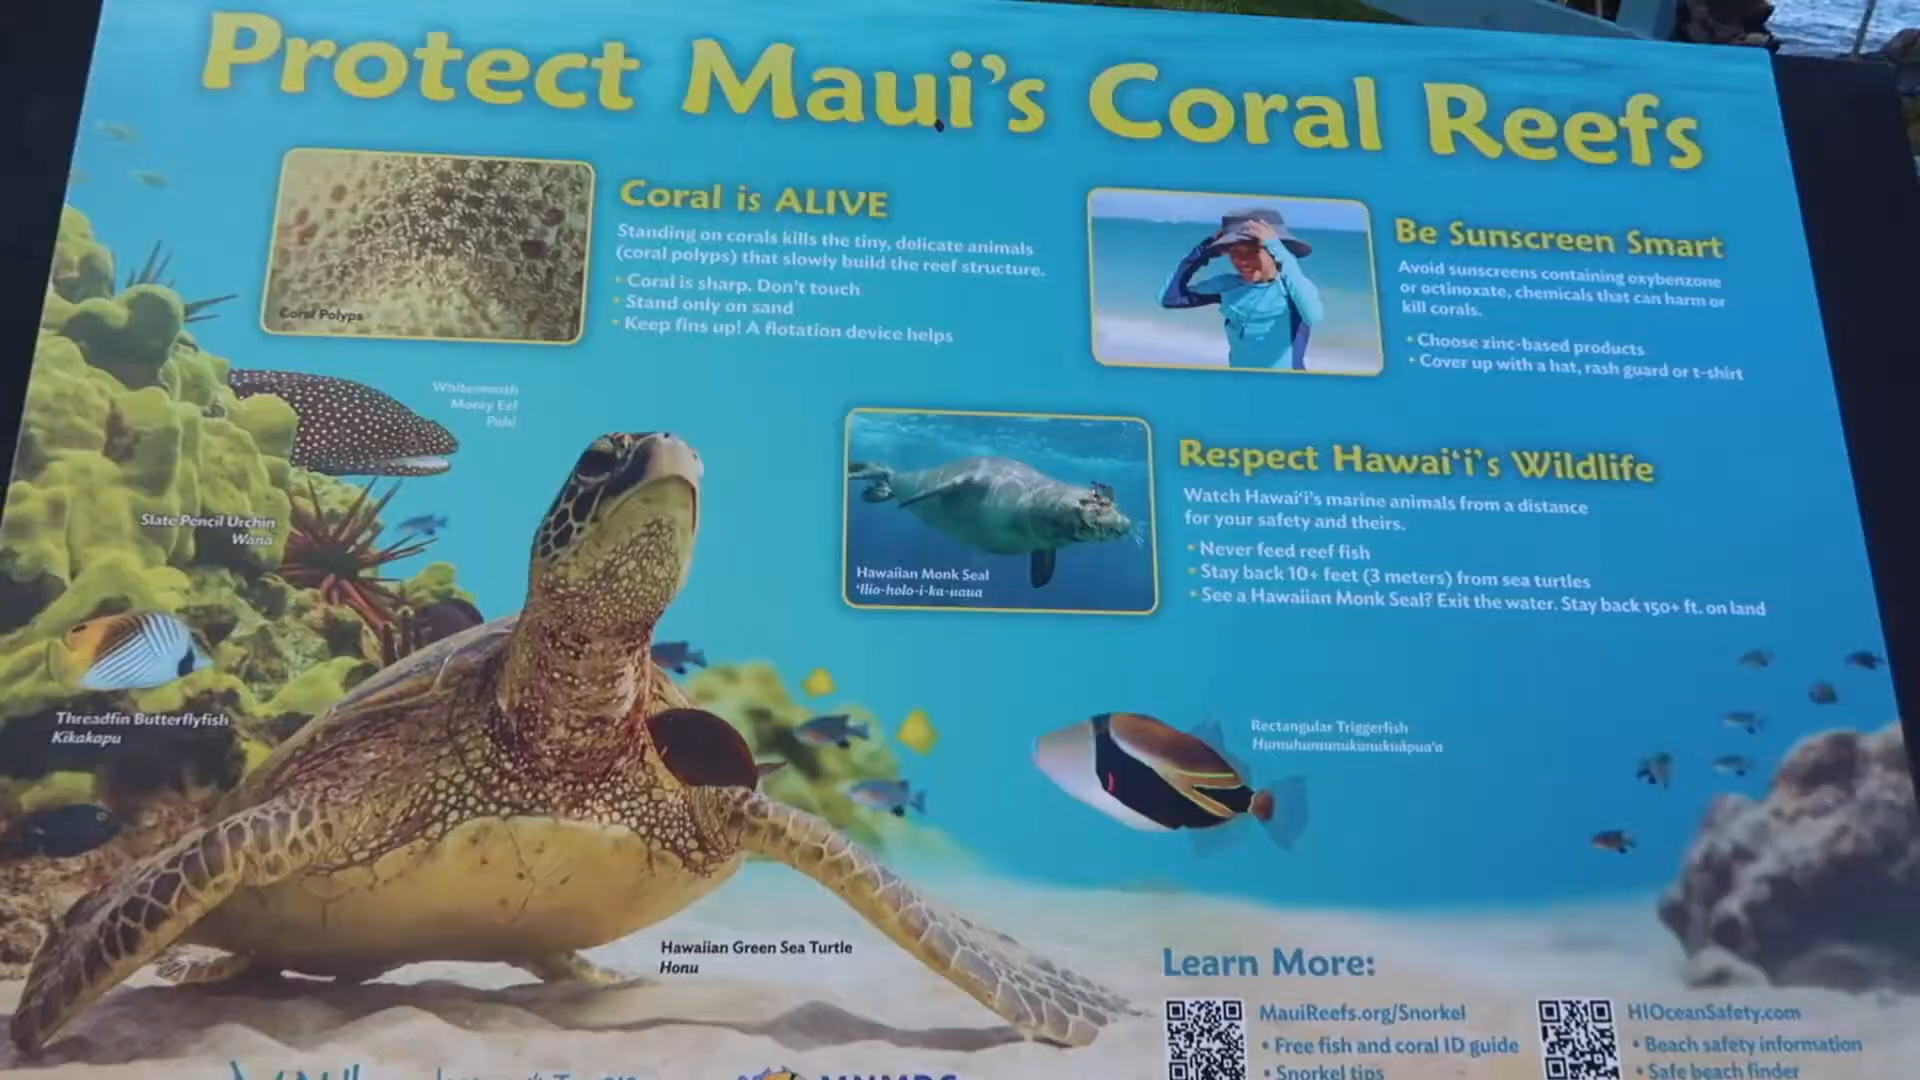 Protect Maui's Coral Reefs
Coral is ALIVE
Standing on corals kills the tiny, delicate animals
(coral polyps) that slowly build the reef structure.
• Coral is sharp. Don't touch
• Stand only on sand
• Keep fins up! A flotation device helps
Coral Polyps
Be Sunscreen Smart
Avoid sunscreens containing oxybenzone
or octinoxate, chemicals that can harm or
kill corals.
• Choose zinc-based products
• Cover up with a hat, rash guard or t-shirt
Whitemouth
Moray Eel
Puhi
Respect Hawaiʻi's Wildlife
Watch Hawaiʻi's marine animals from a distance
for your safety and theirs.
• Never feed reef fish
• Stay back 10+ feet (3 meters) from sea turtles
• See a Hawaiian Monk Seal? Exit the water. Stay back 150+ ft. on land
Hawaiian Monk Seal
ʻIlio-holo-i-ka-uaua
Slate Pencil Urchin
Wana
Threadfin Butterflyfish
Kikakapu
Rectangular Triggerfish
Humuhumunukunukuāpuaʻa
Hawaiian Green Sea Turtle
Honu
Learn More:
MauiReefs.org/Snorkel
• Free fish and coral ID guide
• Snorkel tips
HIOceanSafety.com
• Beach safety information
• Safe beach finder